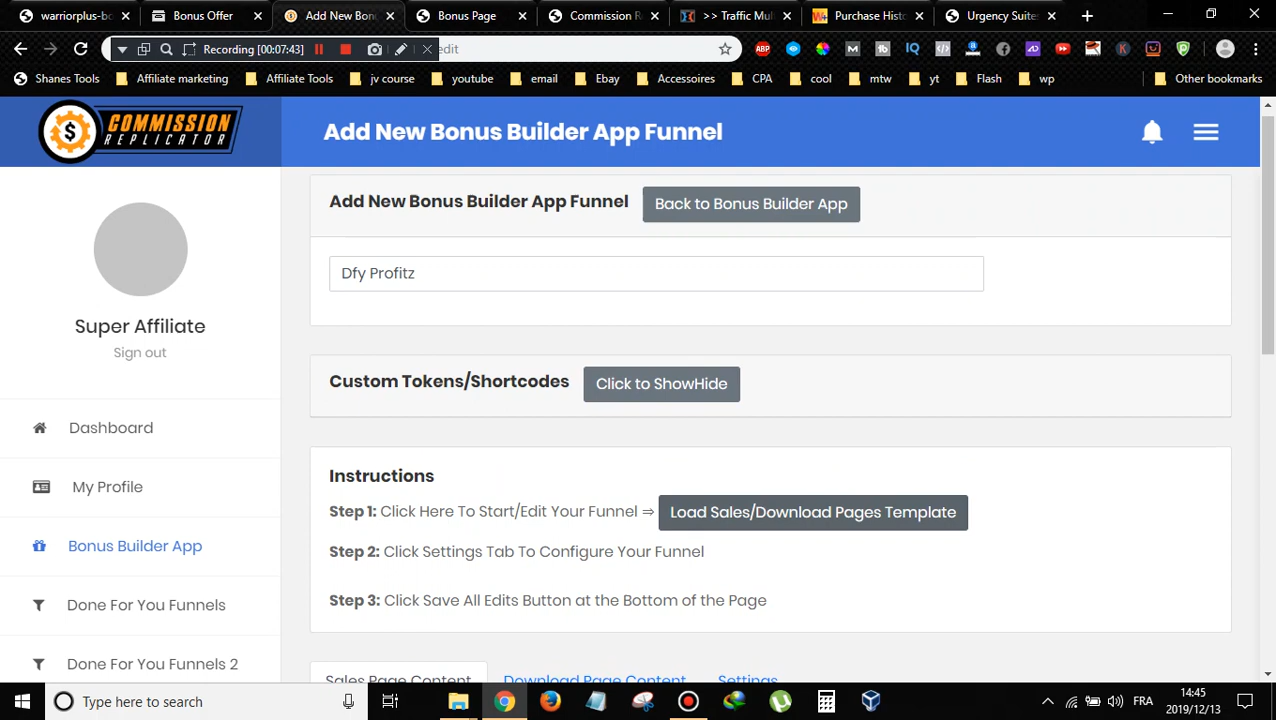 warriorplus-b
Bonus Offer
Add New Bon
Bonus Page
Commission R
>> Traffic Mul
Purchase Hist
Urgency Suite
Recording [00:07:43]
edit
Shanes Tools
Affiliate marketing
Affiliate Tools
jv course
youtube
email
Ebay
Accessoires
CPA
cool
mtw
yt
Flash
wp
Other bookmarks
COMMISSION
REPLICATOR
Add New Bonus Builder App Funnel
Add New Bonus Builder App Funnel
Back to Bonus Builder App
Dfy Profitz
Super Affiliate
Sign out
Custom Tokens/Shortcodes
Click to ShowHide
Dashboard
My Profile
Bonus Builder App
Done For You Funnels
Done For You Funnels 2
Instructions
Step 1: Click Here To Start/Edit Your Funnel ⇒ Load Sales/Download Pages Template
Step 2: Click Settings Tab To Configure Your Funnel
Step 3: Click Save All Edits Button at the Bottom of the Page
Sales Page Content
Download Page Content
Settings
Type here to search
FRA
14:45
2019/12/13